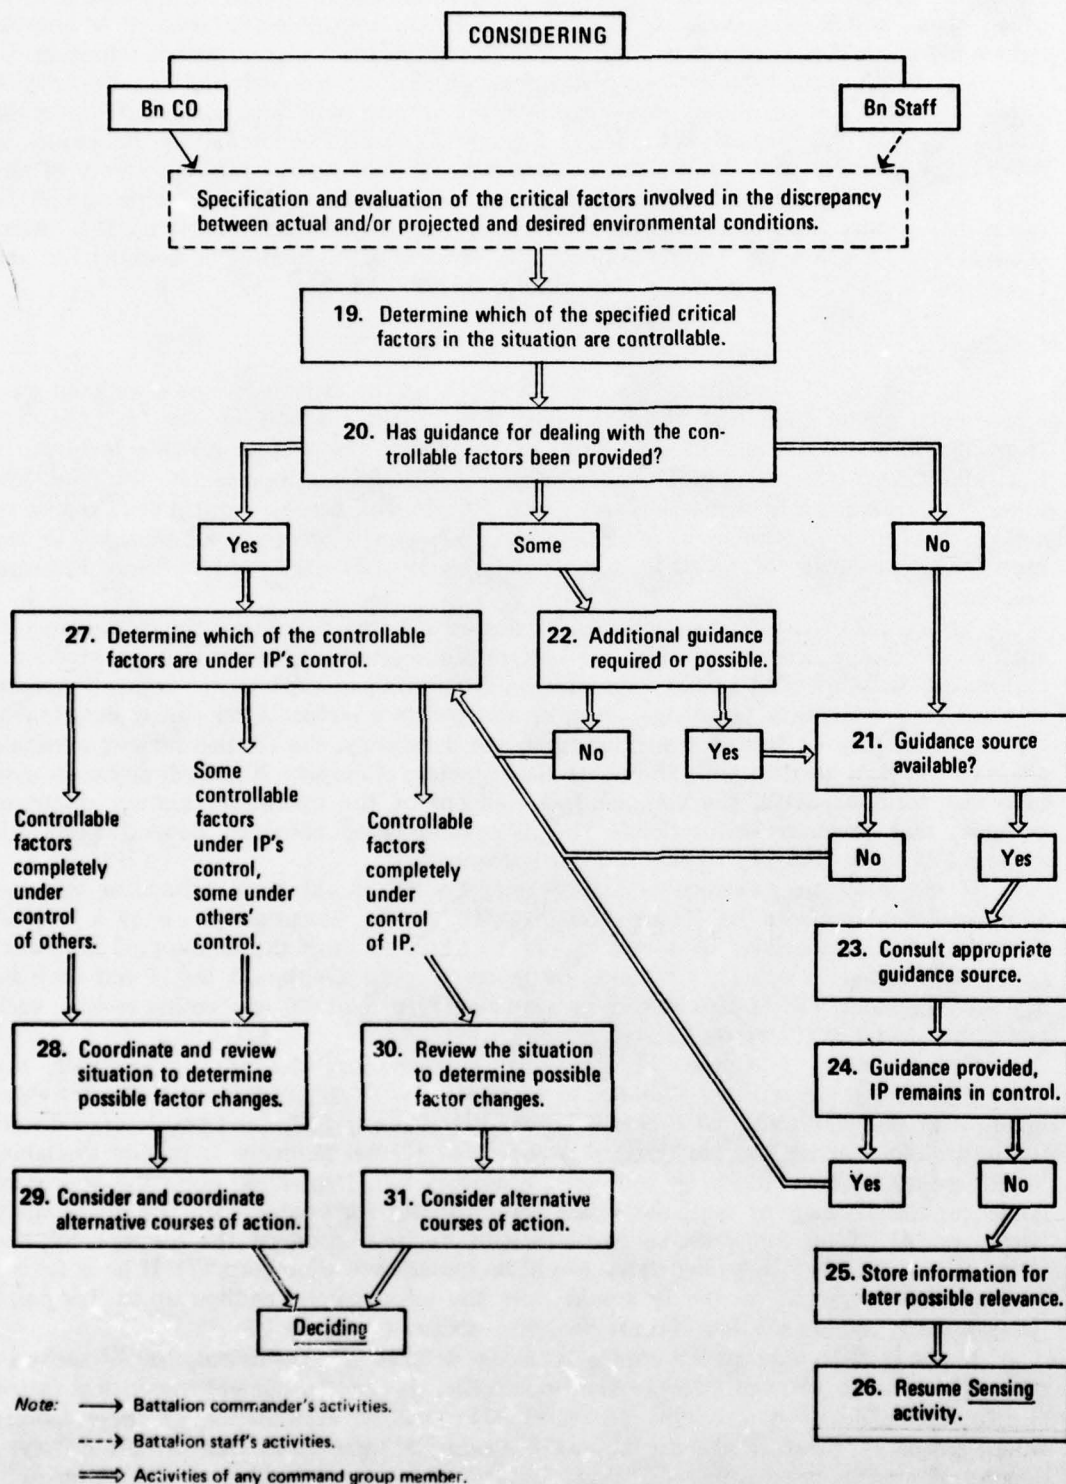 CONSIDERING
Bn CO
Bn Staff
Specification and evaluation of the critical factors involved in the discrepancy
between actual and/or projected and desired environmental conditions.
19. Determine which of the specified critical
factors in the situation are controllable.
20. Has guidance for dealing with the con-
trollable factors been provided?
Yes
Some
No
27. Determine which of the controllable
factors are under IP's control.
22. Additional guidance
required or possible.
No
Yes
21. Guidance source
available?
No
Yes
Controllable
factors
completely
under
control
of others.
Some
controllable
factors
under IP's
control,
some under
others'
control.
Controllable
factors
completely
under
control
of IP.
23. Consult appropriate
guidance source.
28. Coordinate and review
situation to determine
possible factor changes.
30. Review the situation
to determine possible
factor changes.
24. Guidance provided,
IP remains in control.
Yes
No
29. Consider and coordinate
alternative courses of action.
31. Consider alternative
courses of action.
25. Store information for
later possible relevance.
Deciding
26. Resume Sensing
activity.
Note: Battalion commander's activities.
Battalion staff's activities.
Activities of any command group member.